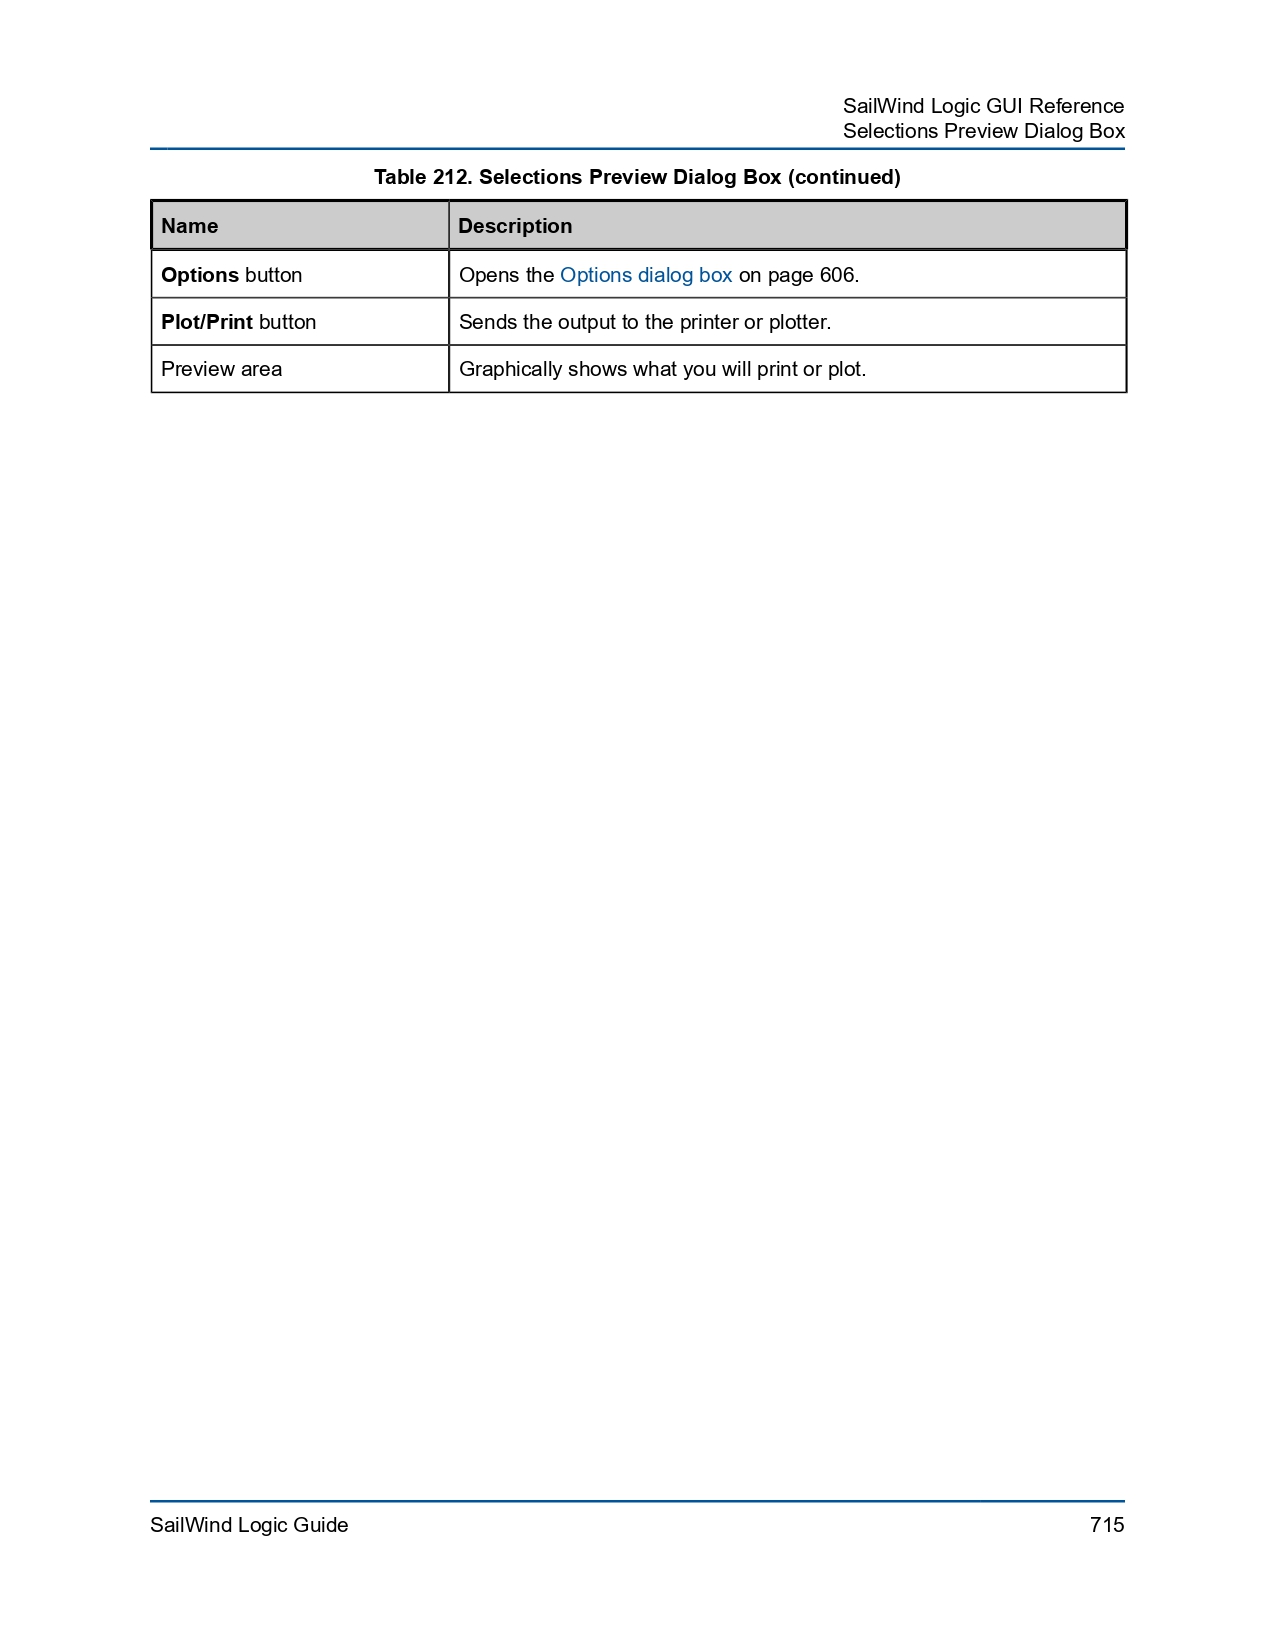 SailWind Logic GUI Reference
Selections Preview Dialog Box
Table 212. Selections Preview Dialog Box (continued)
Name Description
Options button Opens the Options dialog box on page 606.
Plot/Print button Sends the output to the printer or plotter.
Preview area Graphically shows what you will print or plot.
SailWind Logic Guide 715